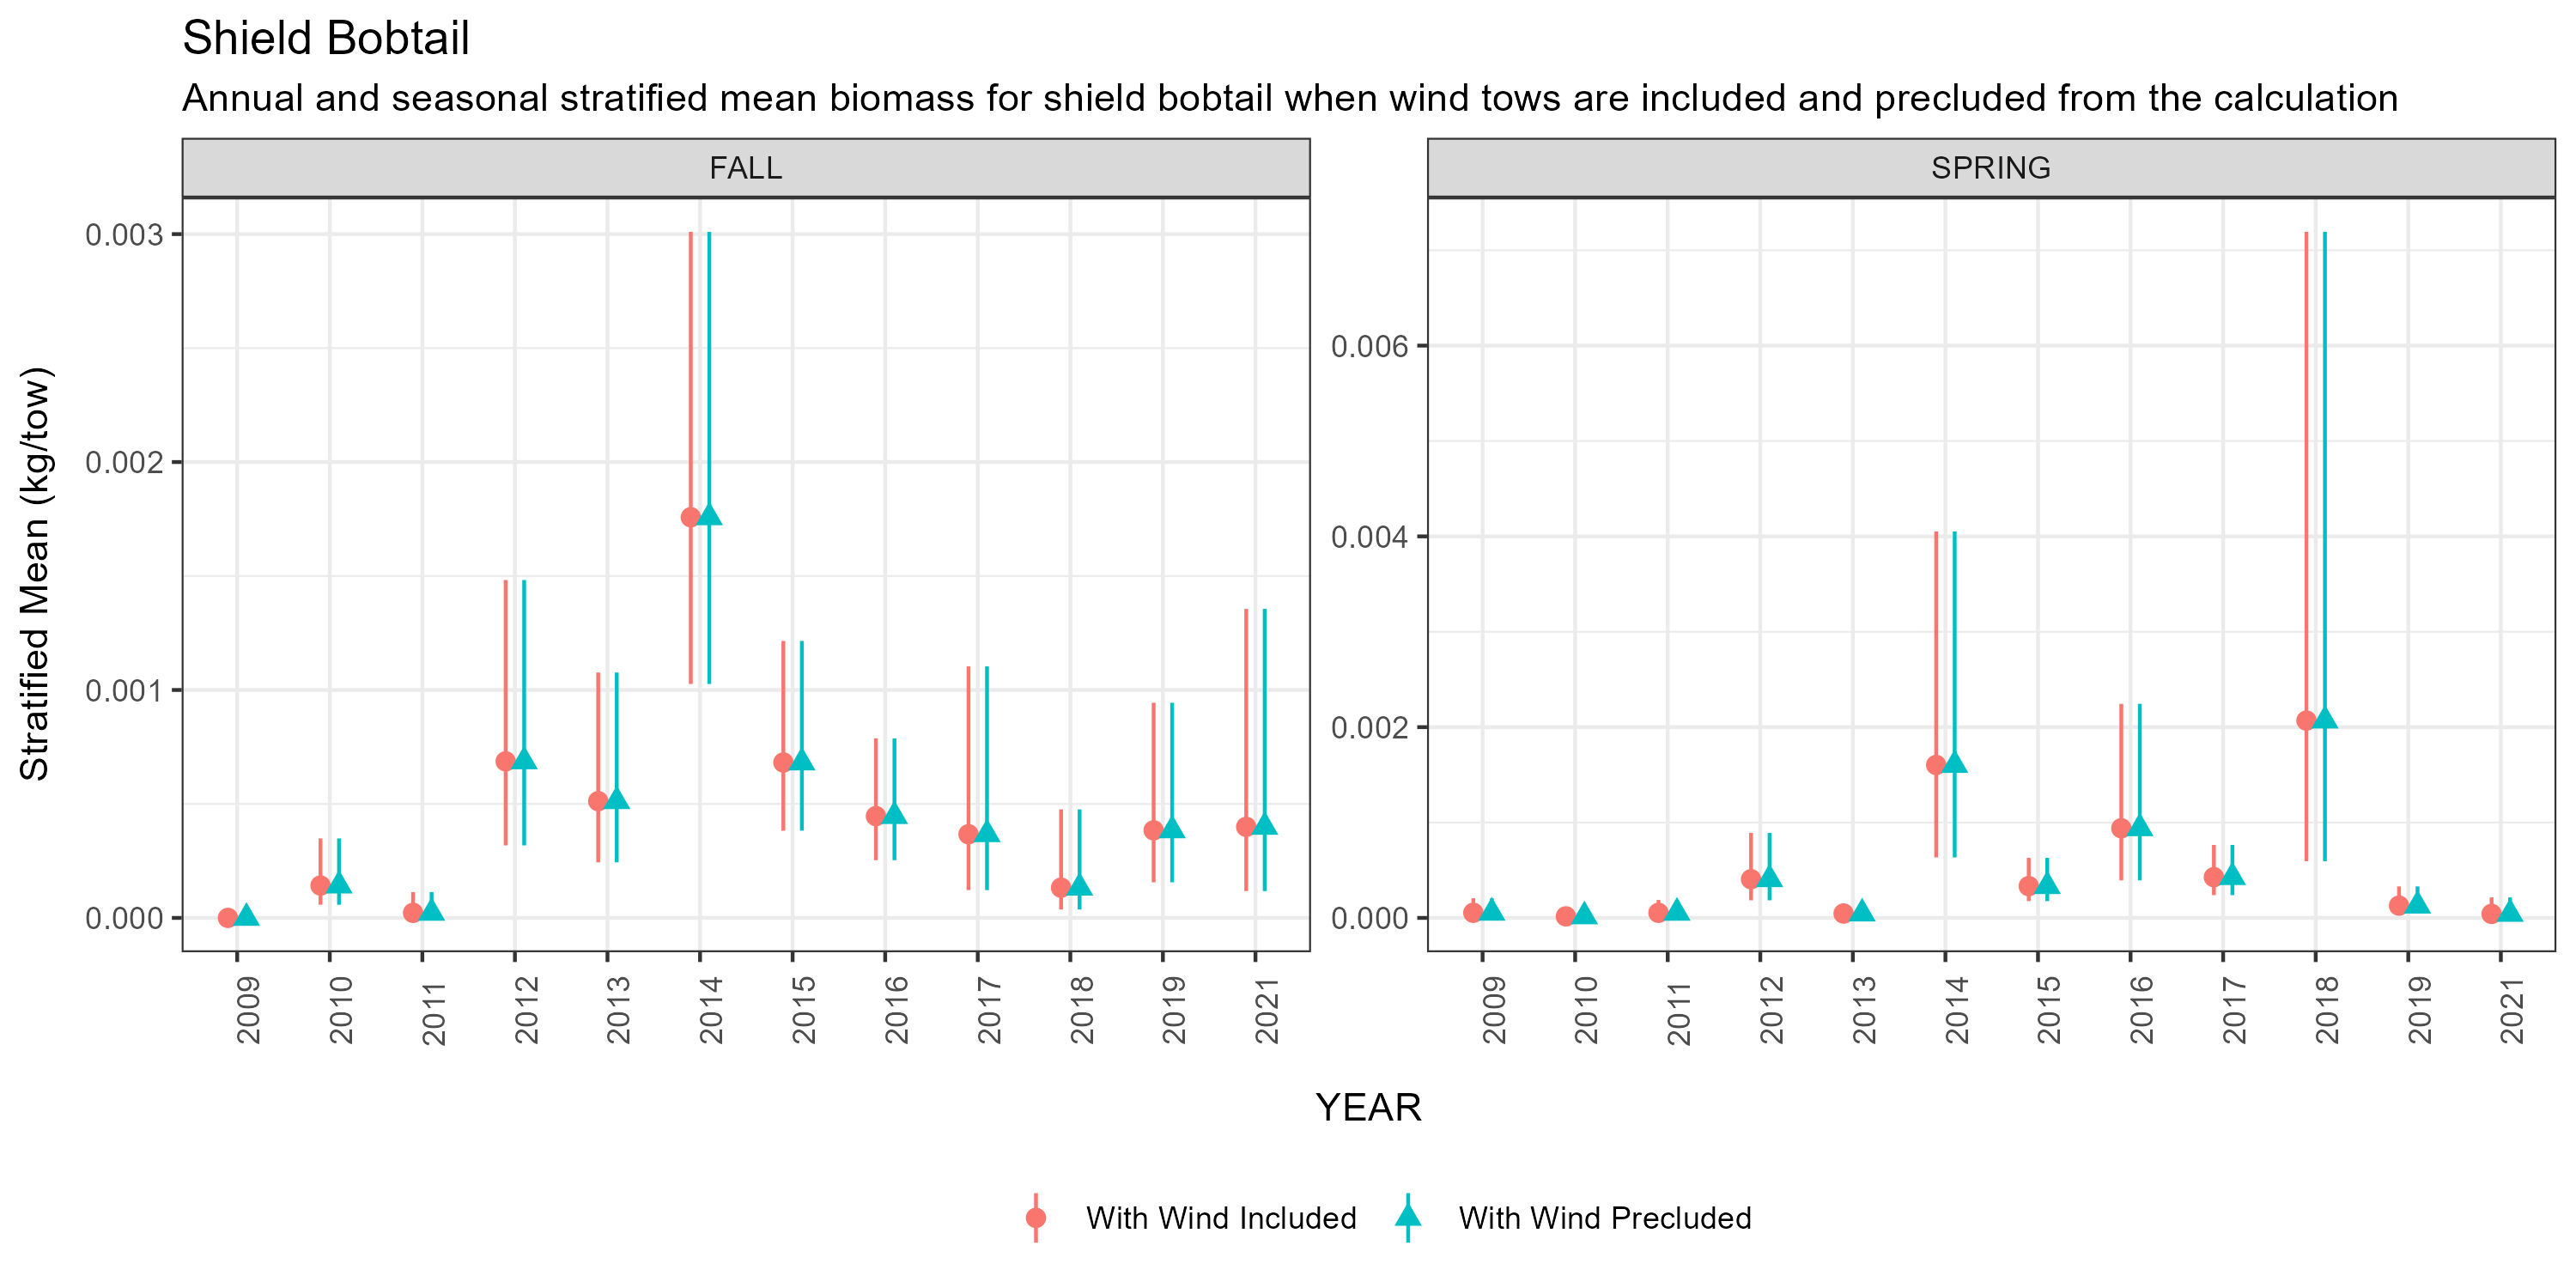 Shield Bobtail
Annual and seasonal stratified mean biomass for shield bobtail when wind tows are included and precluded from the calculation
FALL
SPRING
Stratified Mean (kg/tow)
0.003
0.002
0.001
0.000
0.006
0.004
0.002
0.000
2009 2010 2011 2012 2013 2014 2015 2016 2017 2018 2019 2021
2009 2010 2011 2012 2013 2014 2015 2016 2017 2018 2019 2021
YEAR
With Wind Included
With Wind Precluded